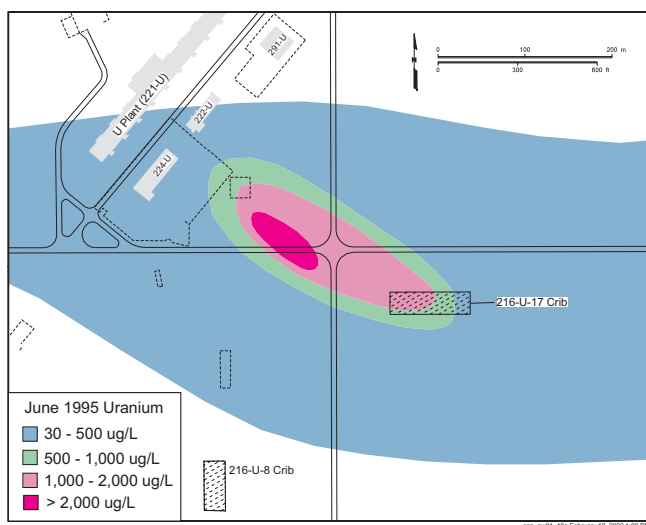 291-U
0 100 200 m
0 300 600 ft
U Plant (221-U)
222-U
224-U
216-U-17 Crib
June 1995 Uranium
30 - 500 ug/L
500 - 1,000 ug/L
1,000 - 2,000 ug/L
> 2,000 ug/L
216-U-8 Crib